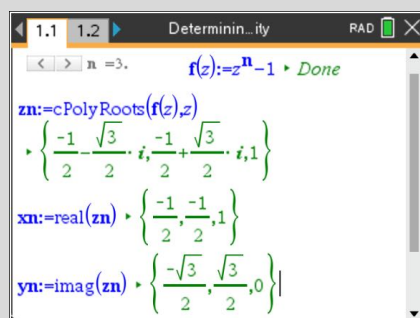 1.1 1.2 Determinin…ity RAD
n =3. f(z):=zⁿ−1 ▸ Done
zn:=cPolyRoots(f(z),z)
▸ {-1/2−√3/2·i,-1/2+√3/2·i,1}
xn:=real(zn) ▸ {-1/2,-1/2,1}
yn:=imag(zn) ▸ {-√3/2,√3/2,0}